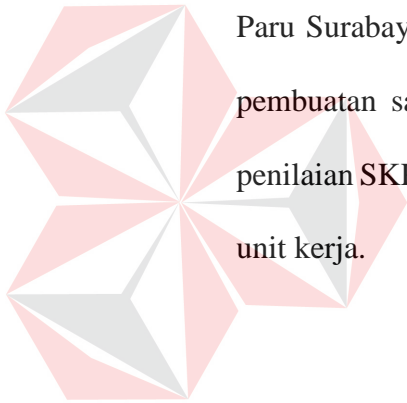 Paru Surabay
pembuatan sa
penilaian SKI
unit kerja.